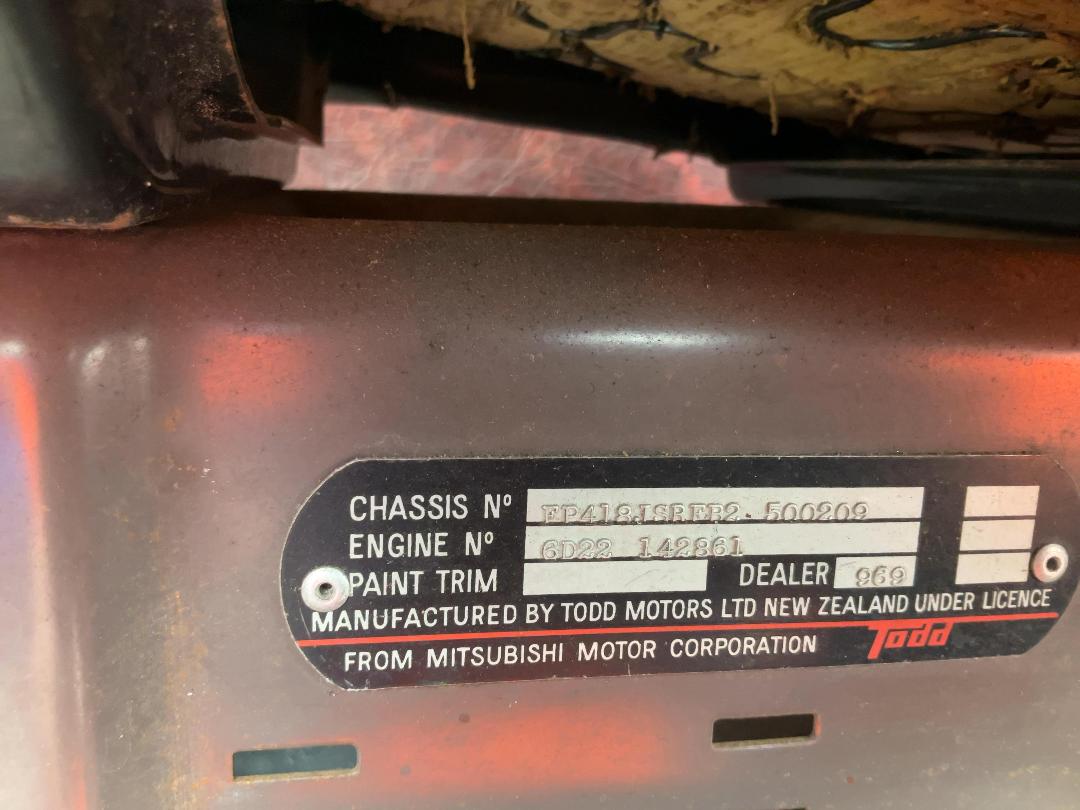 CHASSIS Nº FP418JSRFB2 500209
ENGINE Nº 6D22 142861
PAINT TRIM DEALER 969
MANUFACTURED BY TODD MOTORS LTD NEW ZEALAND UNDER LICENCE
FROM MITSUBISHI MOTOR CORPORATION Todd